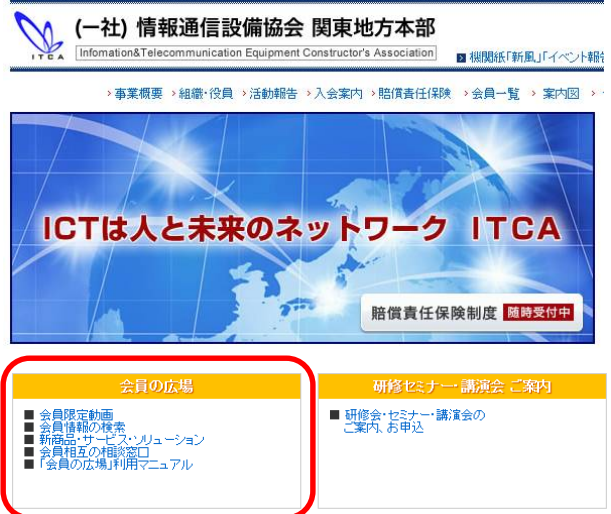 (一社) 情報通信設備協会 関東地方本部
ITCA
Infomation&Telecommunication Equipment Constructor's Association
機関紙「新風」「イベント報告
事業概要 組織・役員 活動報告 入会案内 賠償責任保険 会員一覧 案内図
ICTは人と未来のネットワーク ITCA
賠償責任保険制度 随時受付中
会員の広場
■ 会員限定動画
■ 会員情報の検索
■ 新商品・サービス・ソリューション
■ 会員相互の相談窓口
■ 「会員の広場」利用マニュアル
研修セミナー・講演会 ご案内
■ 研修会・セミナー・講演会の
ご案内、お申込